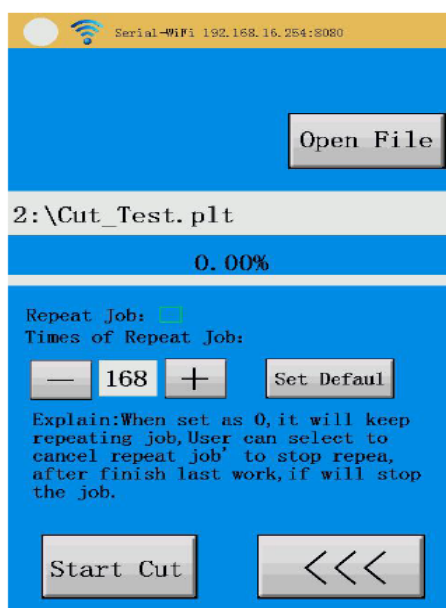 Serial-WiFi 192.168.16.254:8080
Open File
2:\Cut_Test.plt
0.00%
Repeat Job:
Times of Repeat Job:
— 168 + Set Defaul
Explain:When set as 0,it will keep
repeating job,User can select to
cancel repeat job' to stop repea,
after finish last work,if will stop
the job.
Start Cut <<<